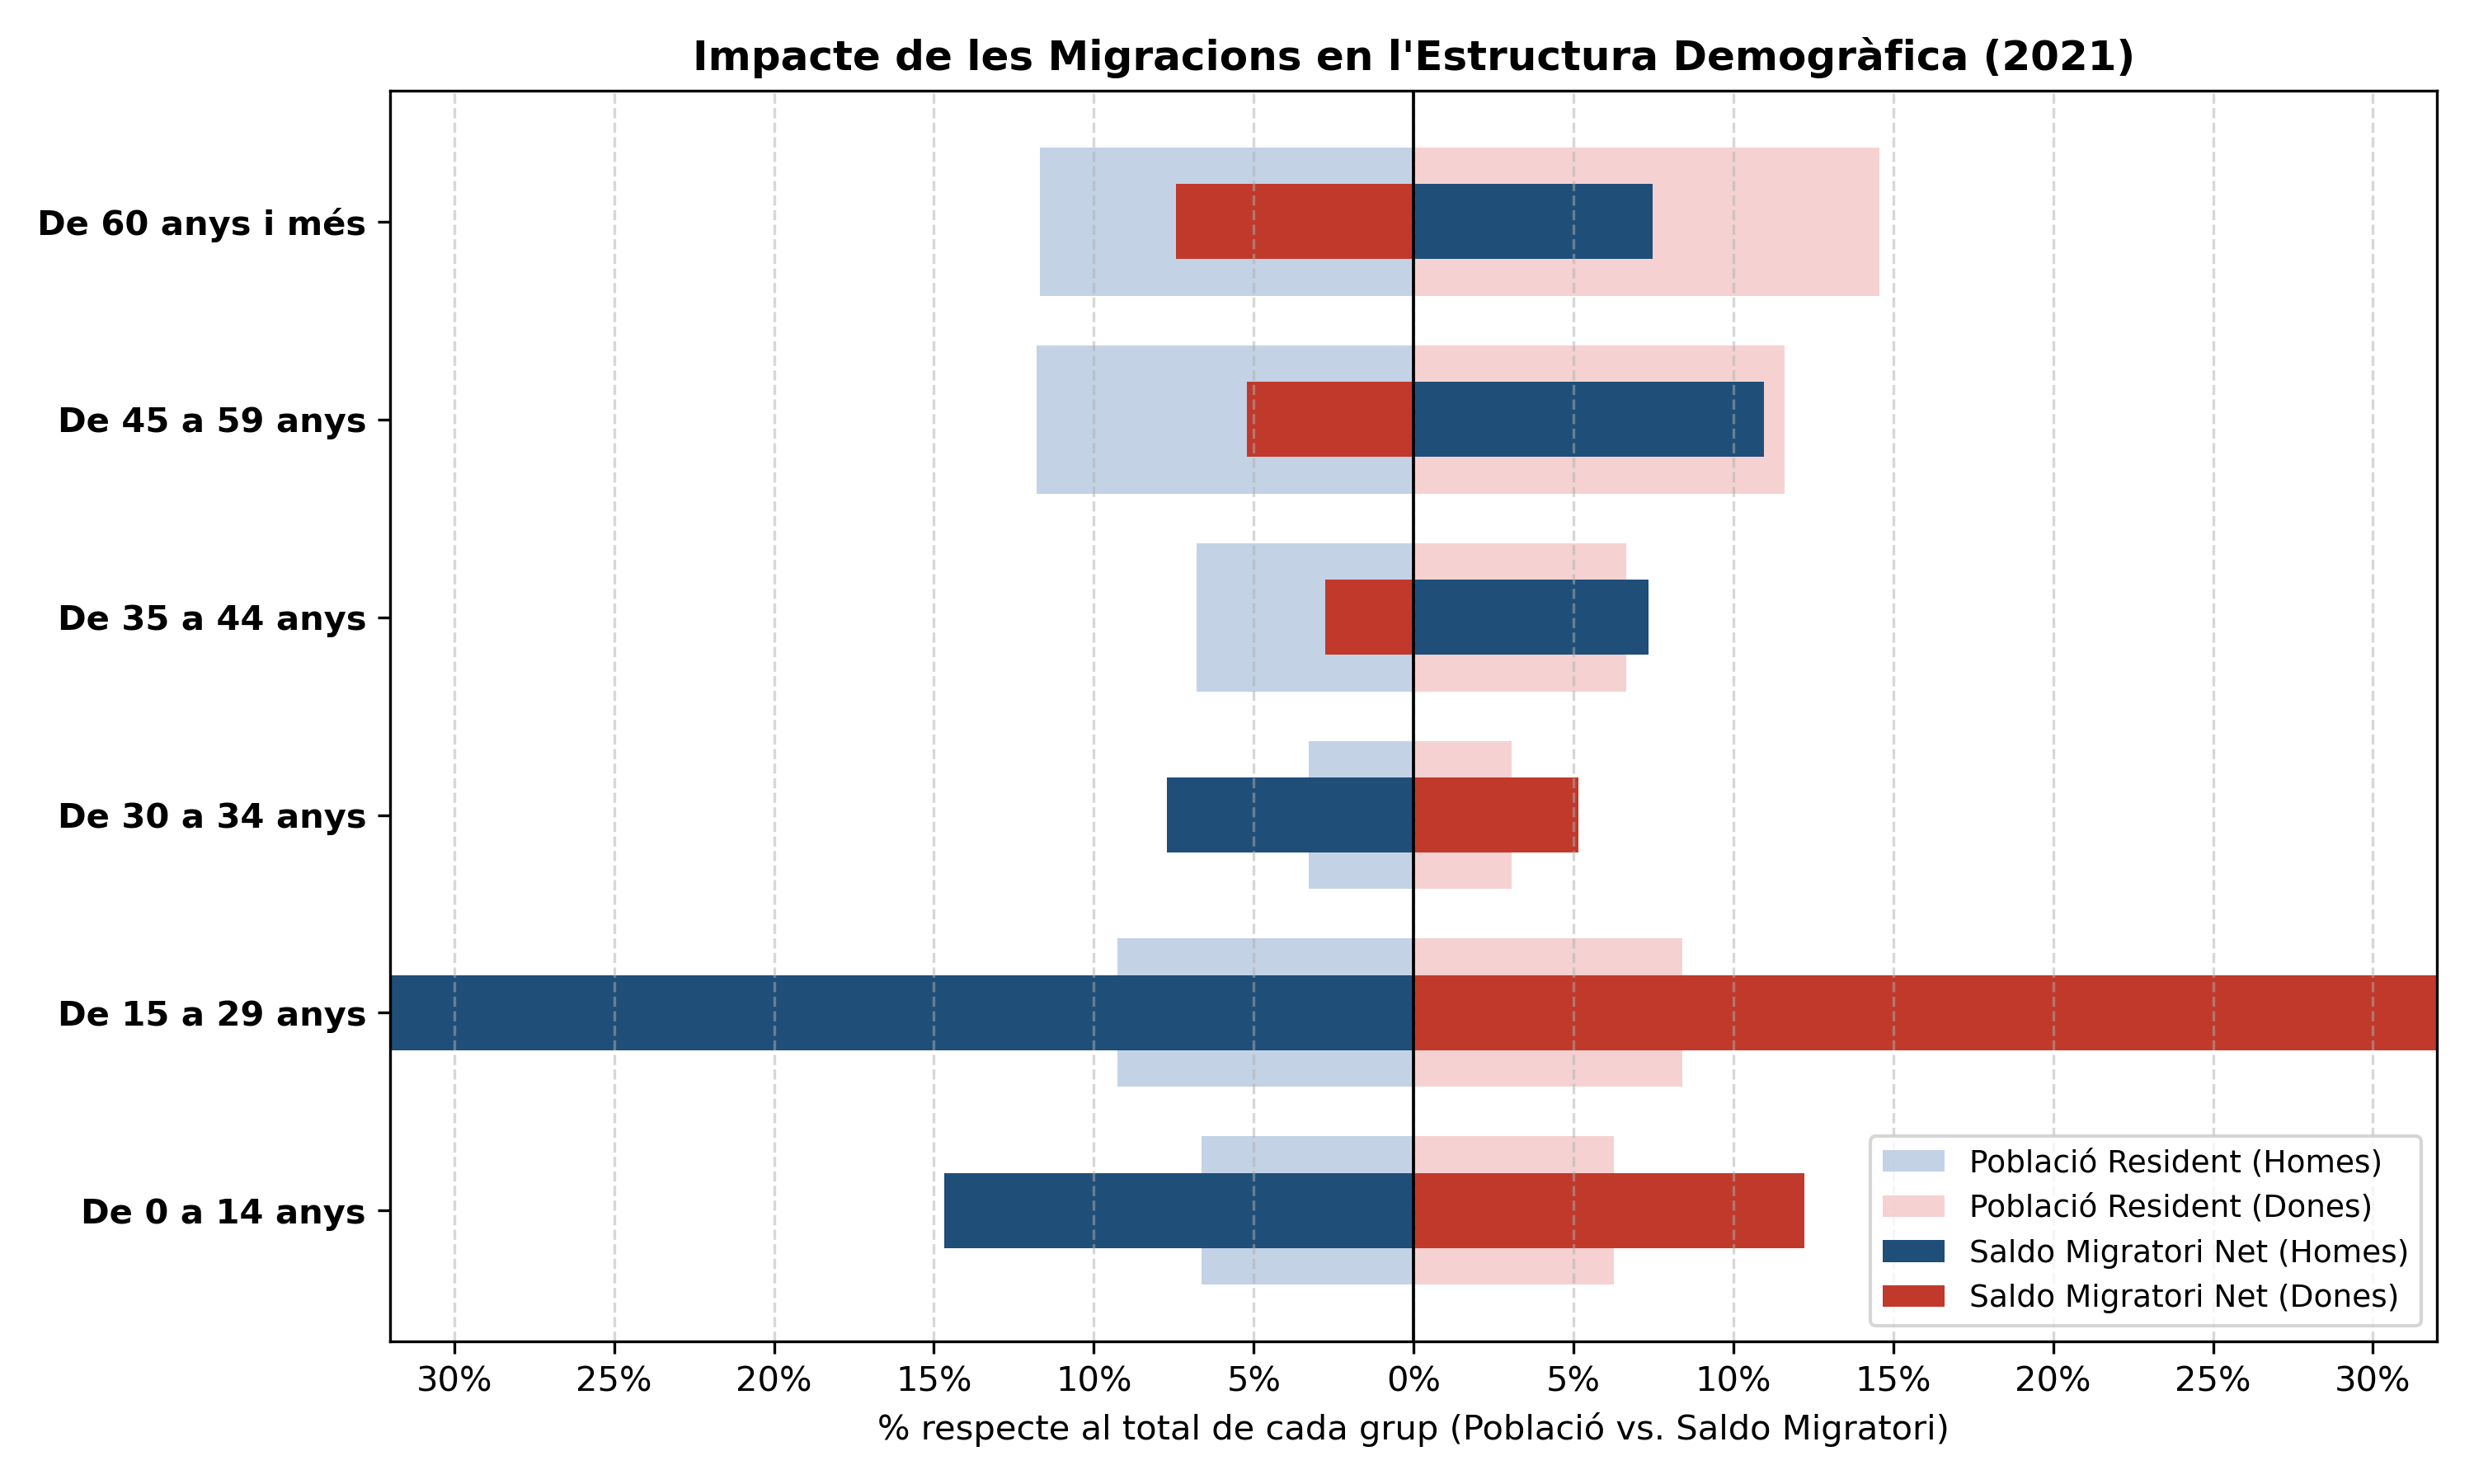 Impacte de les Migracions en l'Estructura Demogràfica (2021)
De 60 anys i més
De 45 a 59 anys
De 35 a 44 anys
De 30 a 34 anys
De 15 a 29 anys
De 0 a 14 anys
Població Resident (Homes)
Població Resident (Dones)
Saldo Migratori Net (Homes)
Saldo Migratori Net (Dones)
30% 25% 20% 15% 10% 5% 0% 5% 10% 15% 20% 25% 30%
% respecte al total de cada grup (Població vs. Saldo Migratori)